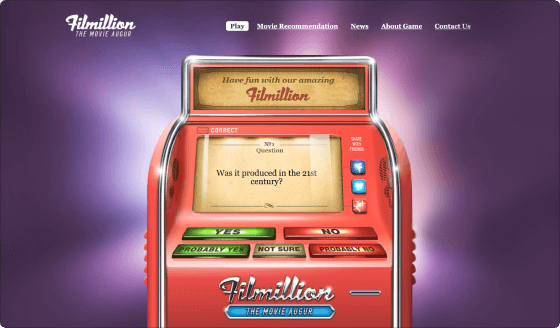 Filmillion
THE MOVIE AUGUR
Play Movie Recommendation News About Game Contact Us
Have fun with our amazing
Filmillion
CORRECT
SHARE
WITH
FRIENDS
№1
Question
Was it produced in the 21st
century?
YES NO
PROBABLY YES NOT SURE PROBABLY NO
Filmillion
THE MOVIE AUGUR